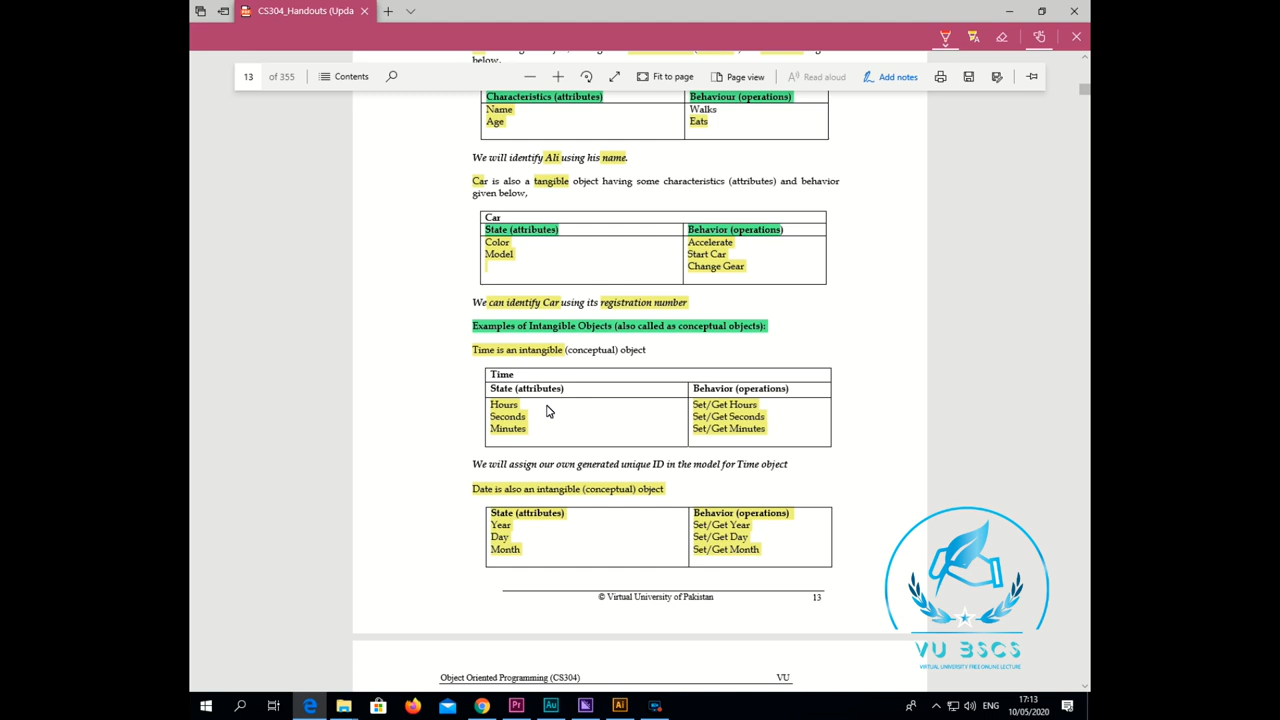 CS304_Handouts (Upda
13 of 355
Contents
Fit to page
Page view
Read aloud
Add notes
below.
Characteristics (attributes) Behaviour (operations)
Name Walks
Age Eats
We will identify Ali using his name.
Car is also a tangible object having some characteristics (attributes) and behavior
given below,
Car
State (attributes) Behavior (operations)
Color Accelerate
Model Start Car
Change Gear
We can identify Car using its registration number
Examples of Intangible Objects (also called as conceptual objects):
Time is an intangible (conceptual) object
Time
State (attributes) Behavior (operations)
Hours Set/Get Hours
Seconds Set/Get Seconds
Minutes Set/Get Minutes
We will assign our own generated unique ID in the model for Time object
Date is also an intangible (conceptual) object
State (attributes) Behavior (operations)
Year Set/Get Year
Day Set/Get Day
Month Set/Get Month
© Virtual University of Pakistan 13
VU BSCS
VIRTUAL UNIVERSITY FREE ONLINE LECTURE
Object Oriented Programming (CS304) VU
Pr Au Ai
ENG
17:13
10/05/2020